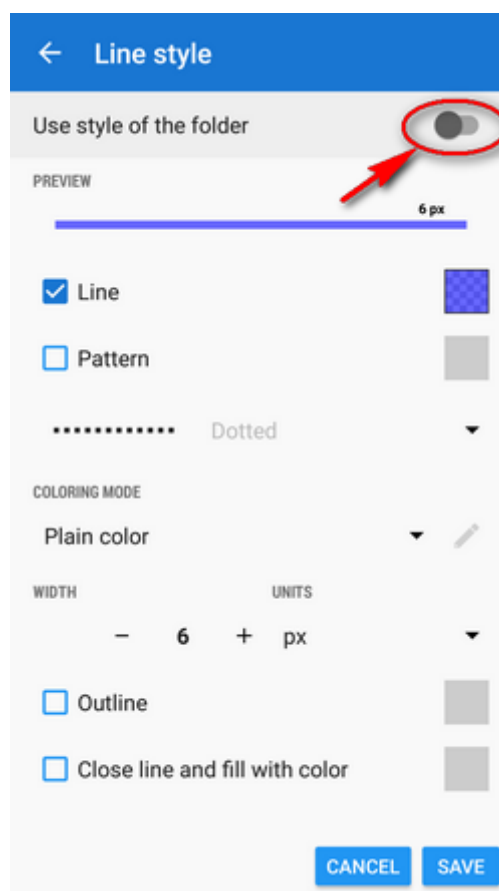 Line style
Use style of the folder
PREVIEW
6 px
Line
Pattern
Dotted
COLORING MODE
Plain color
WIDTH UNITS
− 6 + px
Outline
Close line and fill with color
CANCEL SAVE